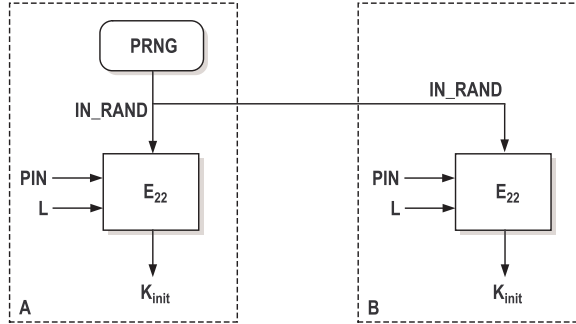 PRNG
IN_RAND
IN_RAND
PIN
L
E22
PIN
L
E22
Kinit
Kinit
A
B